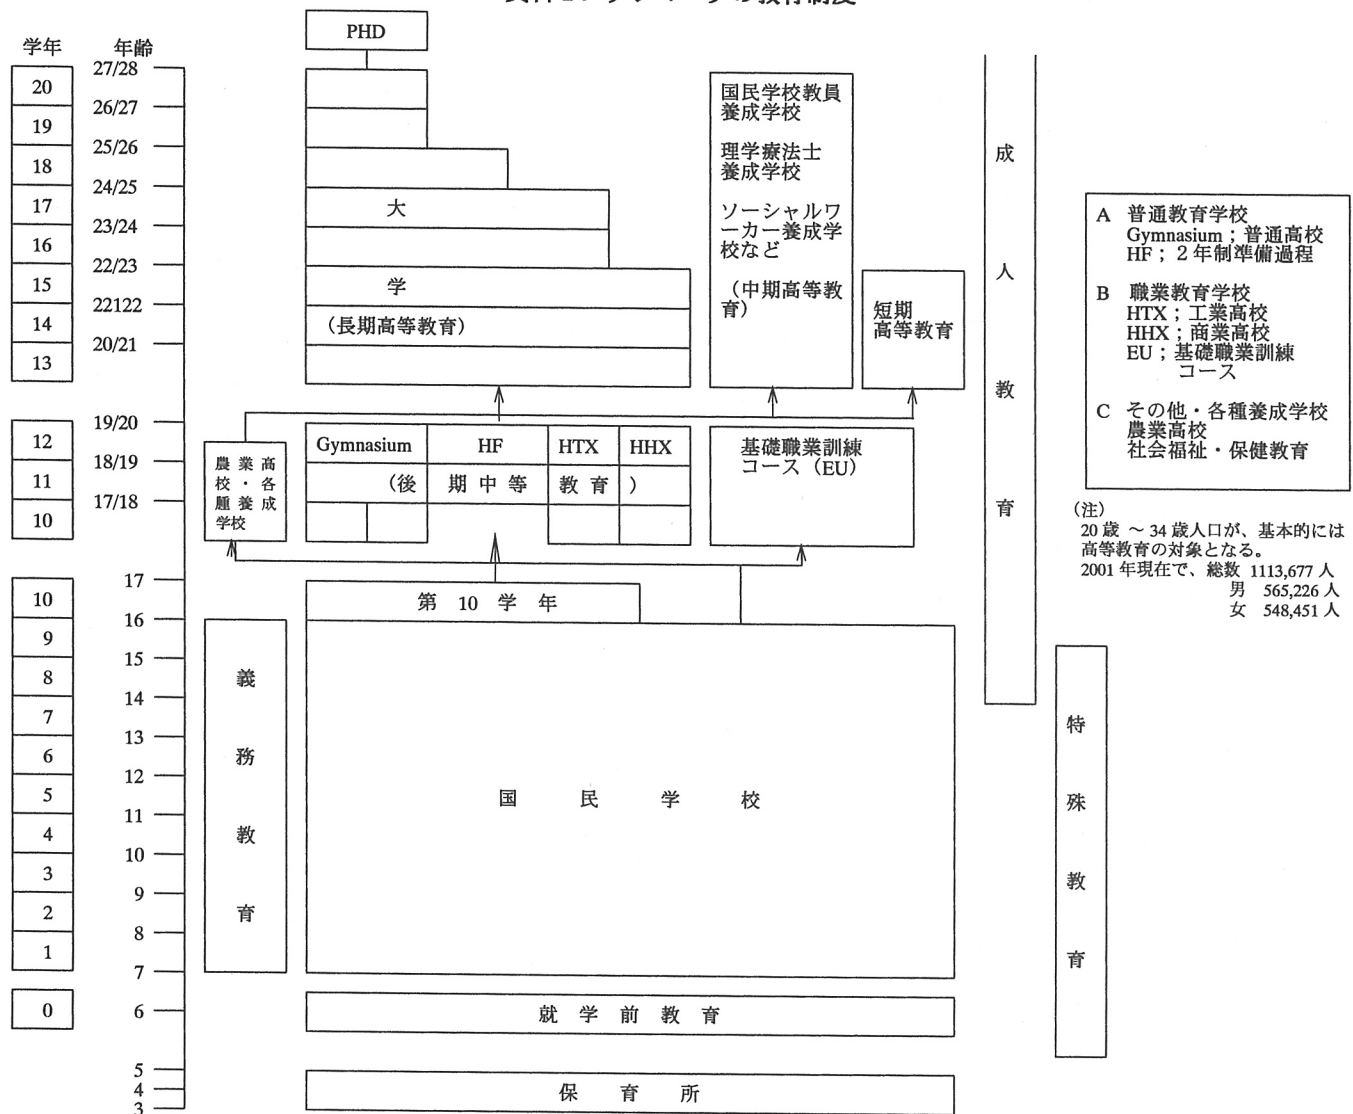 PHD
学年
年齢
20
19
18
17
16
15
14
13
12
11
10
10
9
8
7
6
5
4
3
2
1
0
27/28
26/27
25/26
24/25
23/24
22/23
22122
20/21
19/20
18/19
17/18
17
16
15
14
13
12
11
10
9
8
7
6
5
4
3
大
学
(長期高等教育)
国民学校教員
養成学校
理学療法士
養成学校
ソーシャルワ
ーカー養成学
校など
(中期高等教
育)
短期
高等教育
成人教育
A 普通教育学校
Gymnasium;普通高校
HF;2年制準備過程
B 職業教育学校
HTX;工業高校
HHX;商業高校
EU;基礎職業訓練
コース
C その他・各種養成学校
農業高校
社会福祉・保健教育
(注)
20歳 ~ 34歳人口が、基本的には
高等教育の対象となる。
2001年現在で、総数 1113,677人
男 565,226人
女 548,451人
農業高
校・各
腫養成
学校
Gymnasium HF HTX HHX
(後期中等教育)
基礎職業訓練
コース(EU)
第 10 学 年
義務教育
国 民 学 校
特殊教育
就 学 前 教 育
保 育 所